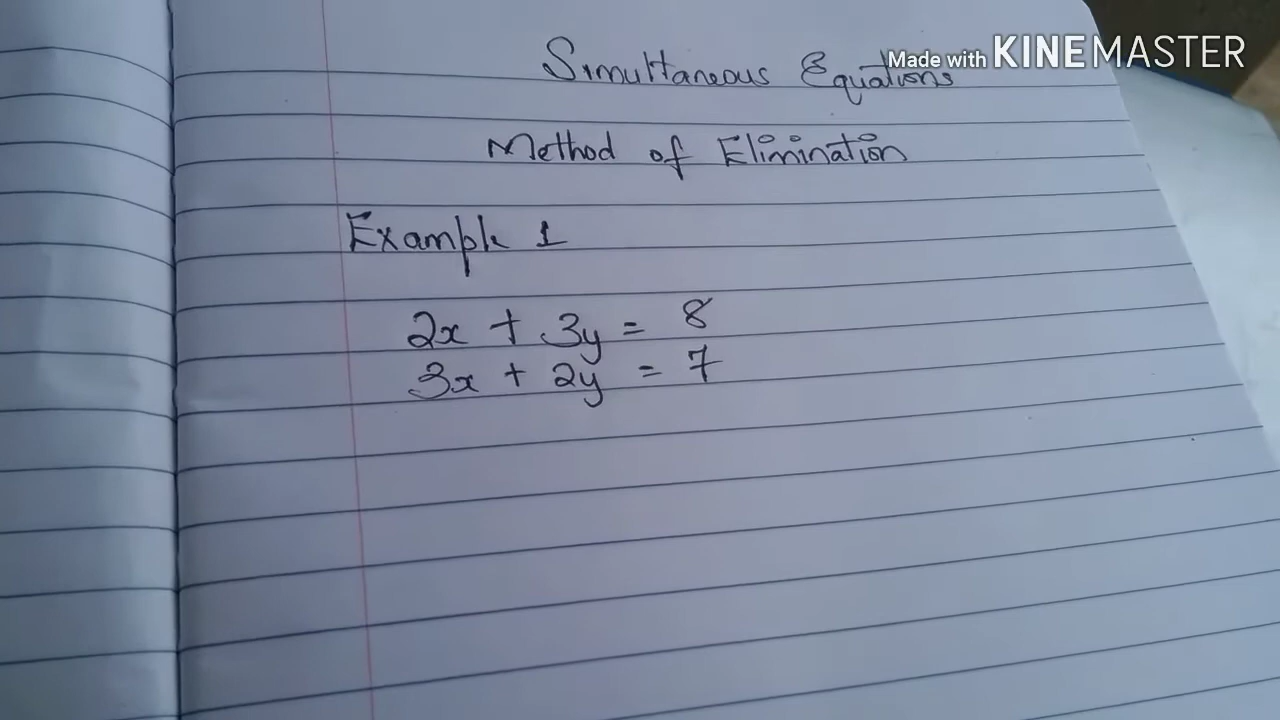 Made with KINEMASTER
Simultaneous Equations
Method of Elimination
Example 1
2x + 3y = 8
3x + 2y = 7